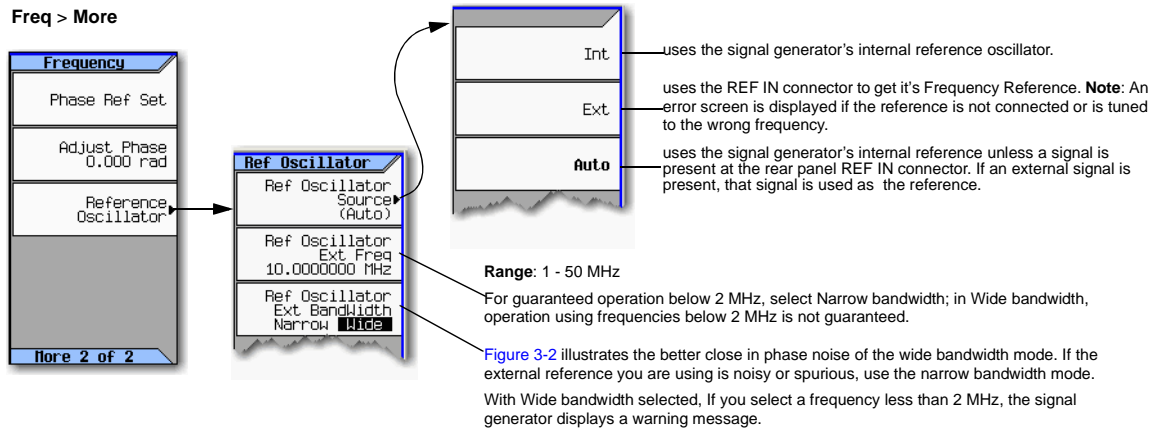 Freq > More
Frequency
Phase Ref Set
Adjust Phase
0.000 rad
Reference
Oscillator
More 2 of 2
Ref Oscillator
Ref Oscillator
Source
(Auto)
Ref Oscillator
Ext Freq
10.0000000 MHz
Ref Oscillator
Ext BandWidth
Narrow Wide
Int
Ext
Auto
uses the signal generator's internal reference oscillator.
uses the REF IN connector to get it's Frequency Reference. Note: An
error screen is displayed if the reference is not connected or is tuned
to the wrong frequency.
uses the signal generator's internal reference unless a signal is
present at the rear panel REF IN connector. If an external signal is
present, that signal is used as the reference.
Range: 1 - 50 MHz
For guaranteed operation below 2 MHz, select Narrow bandwidth; in Wide bandwidth,
operation using frequencies below 2 MHz is not guaranteed.
Figure 3-2 illustrates the better close in phase noise of the wide bandwidth mode. If the
external reference you are using is noisy or spurious, use the narrow bandwidth mode.
With Wide bandwidth selected, If you select a frequency less than 2 MHz, the signal
generator displays a warning message.